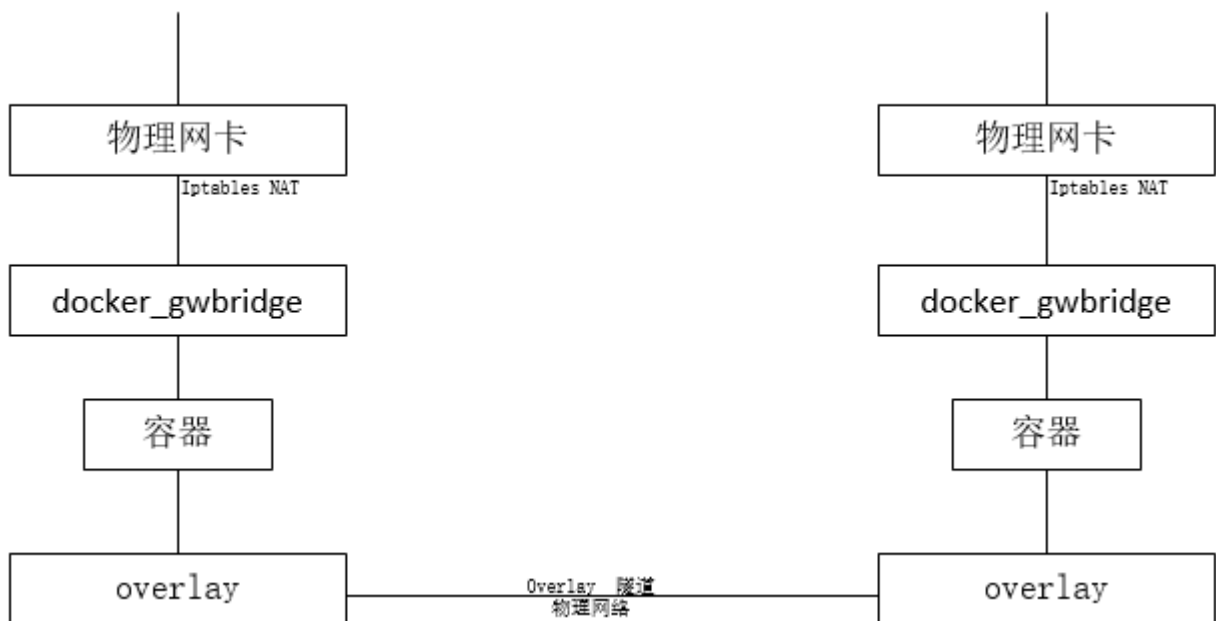 物理网卡
物理网卡
Iptables NAT
Iptables NAT
docker_gwbridge
docker_gwbridge
容器
容器
overlay
Overlay 隧道
物理网络
overlay